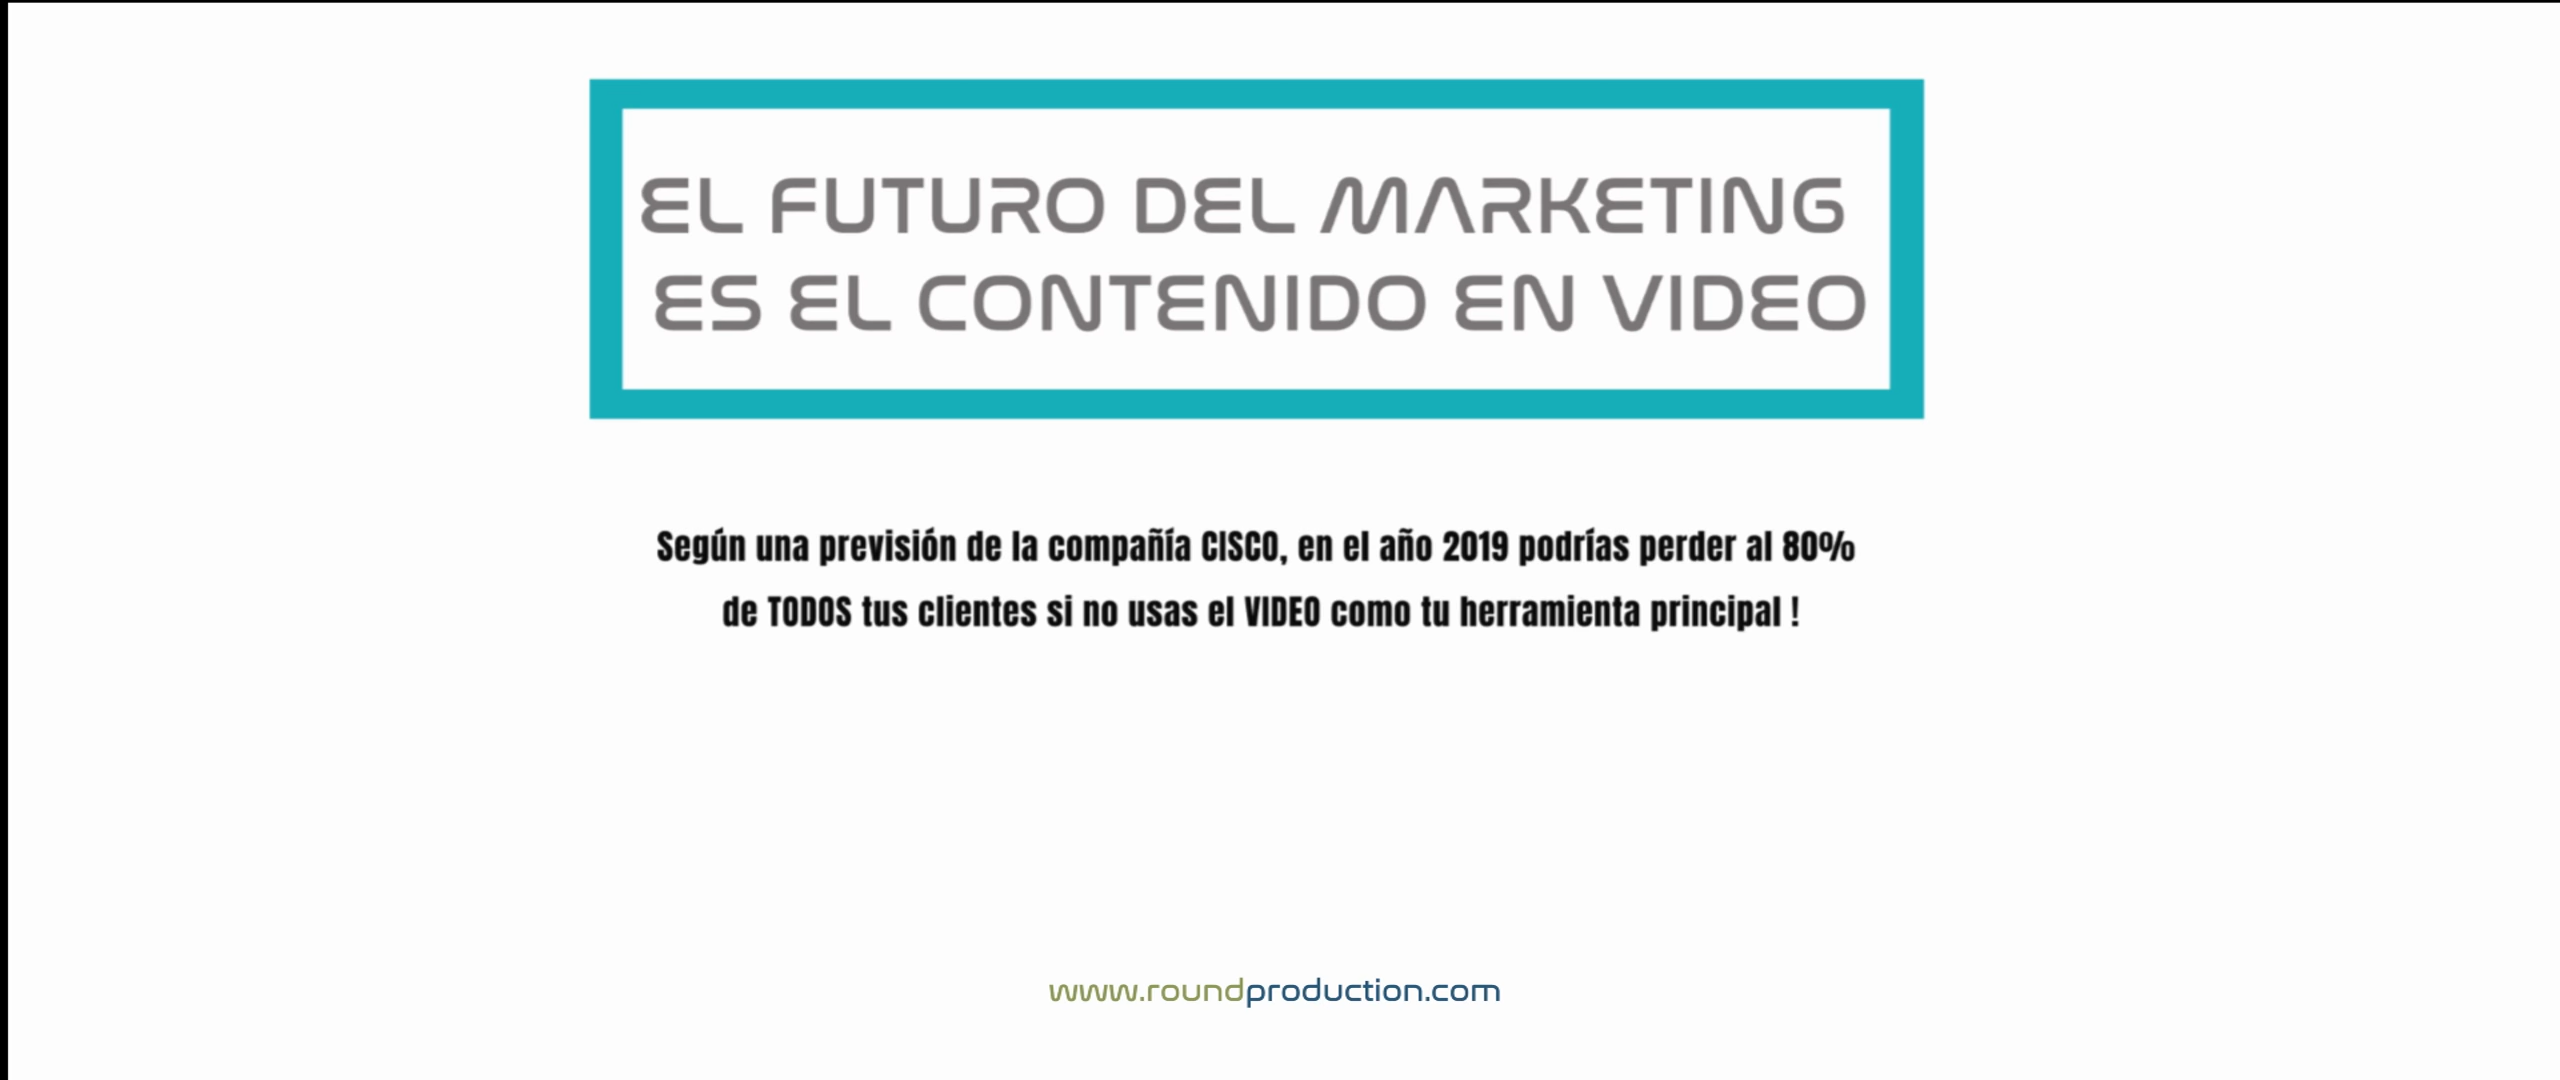 EL FUTURO DEL MARKETING
ES EL CONTENIDO EN VIDEO
Según una previsión de la compañía CISCO, en el año 2019 podrías perder al 80%
de TODOS tus clientes si no usas el VIDEO como tu herramienta principal !
www.roundproduction.com